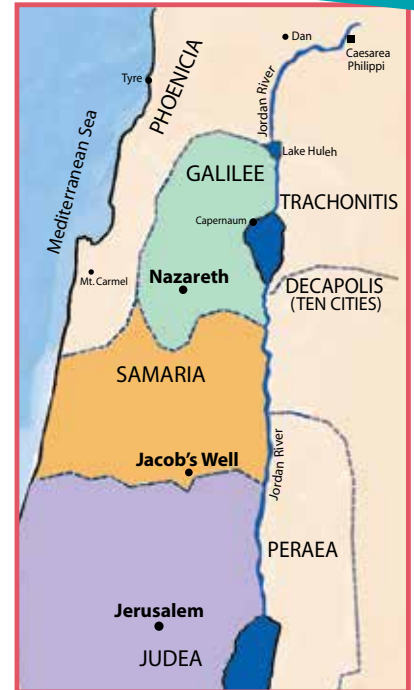 Dan
Caesarea
Philippi
Tyre
PHOENICIA
Jordan River
Mediterranean Sea
Lake Huleh
GALILEE
TRACHONITIS
Capernaum
Mt. Carmel
Nazareth
DECAPOLIS
(TEN CITIES)
SAMARIA
Jacob's Well
Jordan River
PERAEA
Jerusalem
JUDEA